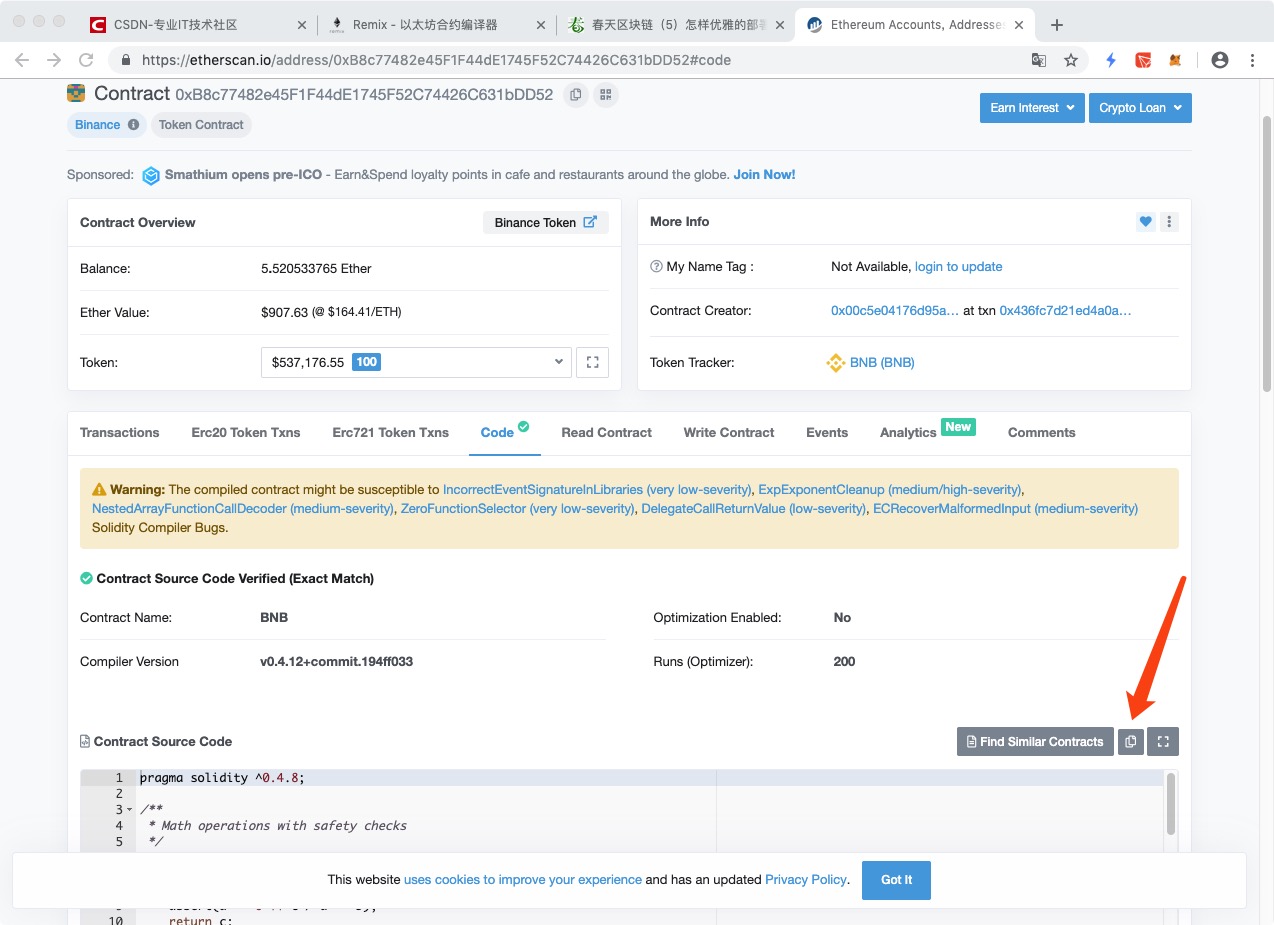 CSDN-专业IT技术社区
Remix - 以太坊合约编译器
春天区块链（5）怎样优雅的部署
Ethereum Accounts, Addresses
https://etherscan.io/address/0xB8c77482e45F1F44dE1745F52C74426C631bDD52#code
Contract 0xB8c77482e45F1F44dE1745F52C74426C631bDD52
Earn Interest
Crypto Loan
Binance
Token Contract
Sponsored: Smathium opens pre-ICO - Earn&Spend loyalty points in cafe and restaurants around the globe. Join Now!
Contract Overview
Binance Token
Balance: 5.520533765 Ether
Ether Value: $907.63 (@ $164.41/ETH)
Token: $537,176.55 100
More Info
My Name Tag : Not Available, login to update
Contract Creator: 0x00c5e04176d95a... at txn 0x436fc7d21ed4a0a...
Token Tracker: BNB (BNB)
Transactions
Erc20 Token Txns
Erc721 Token Txns
Code
Read Contract
Write Contract
Events
Analytics New
Comments
Warning: The compiled contract might be susceptible to IncorrectEventSignatureInLibraries (very low-severity), ExpExponentCleanup (medium/high-severity),
NestedArrayFunctionCallDecoder (medium-severity), ZeroFunctionSelector (very low-severity), DelegateCallReturnValue (low-severity), ECRecoverMalformedInput (medium-severity)
Solidity Compiler Bugs.
Contract Source Code Verified (Exact Match)
Contract Name: BNB
Optimization Enabled: No
Compiler Version v0.4.12+commit.194ff033
Runs (Optimizer): 200
Contract Source Code
Find Similar Contracts
1 pragma solidity ^0.4.8;
2
3 /**
4 * Math operations with safety checks
5 */
This website uses cookies to improve your experience and has an updated Privacy Policy.
Got It
10 return c;